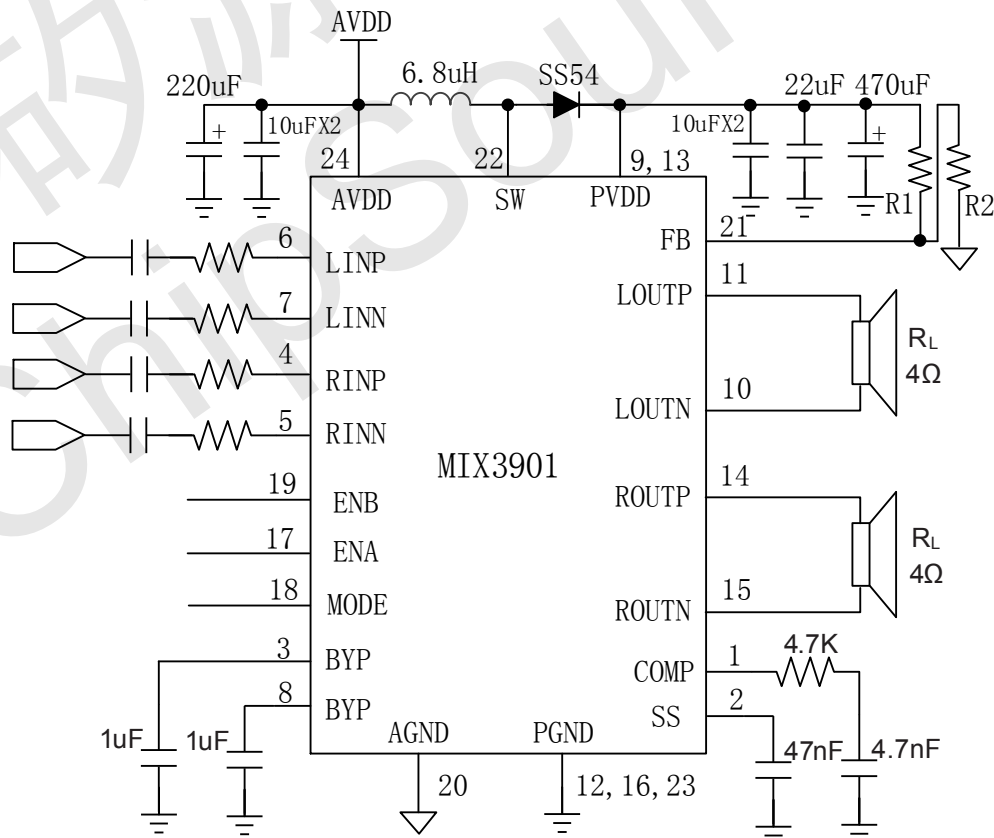 AVDD
6.8uH
SS54
220uF
22uF
470uF
+
10uFX2
10uFX2
+
24
22
9, 13
AVDD
SW
PVDD
R1
R2
6
LINP
FB
21
7
LINN
LOUTP
11
4
RINP
RL
4Ω
5
RINN
LOUTN
10
MIX3901
19
ENB
ROUTP
14
17
ENA
RL
4Ω
18
MODE
ROUTN
15
3
BYP
COMP
1
4.7K
8
BYP
SS
2
1uF
1uF
AGND
PGND
47nF
4.7nF
20
12, 16, 23
ChipSour